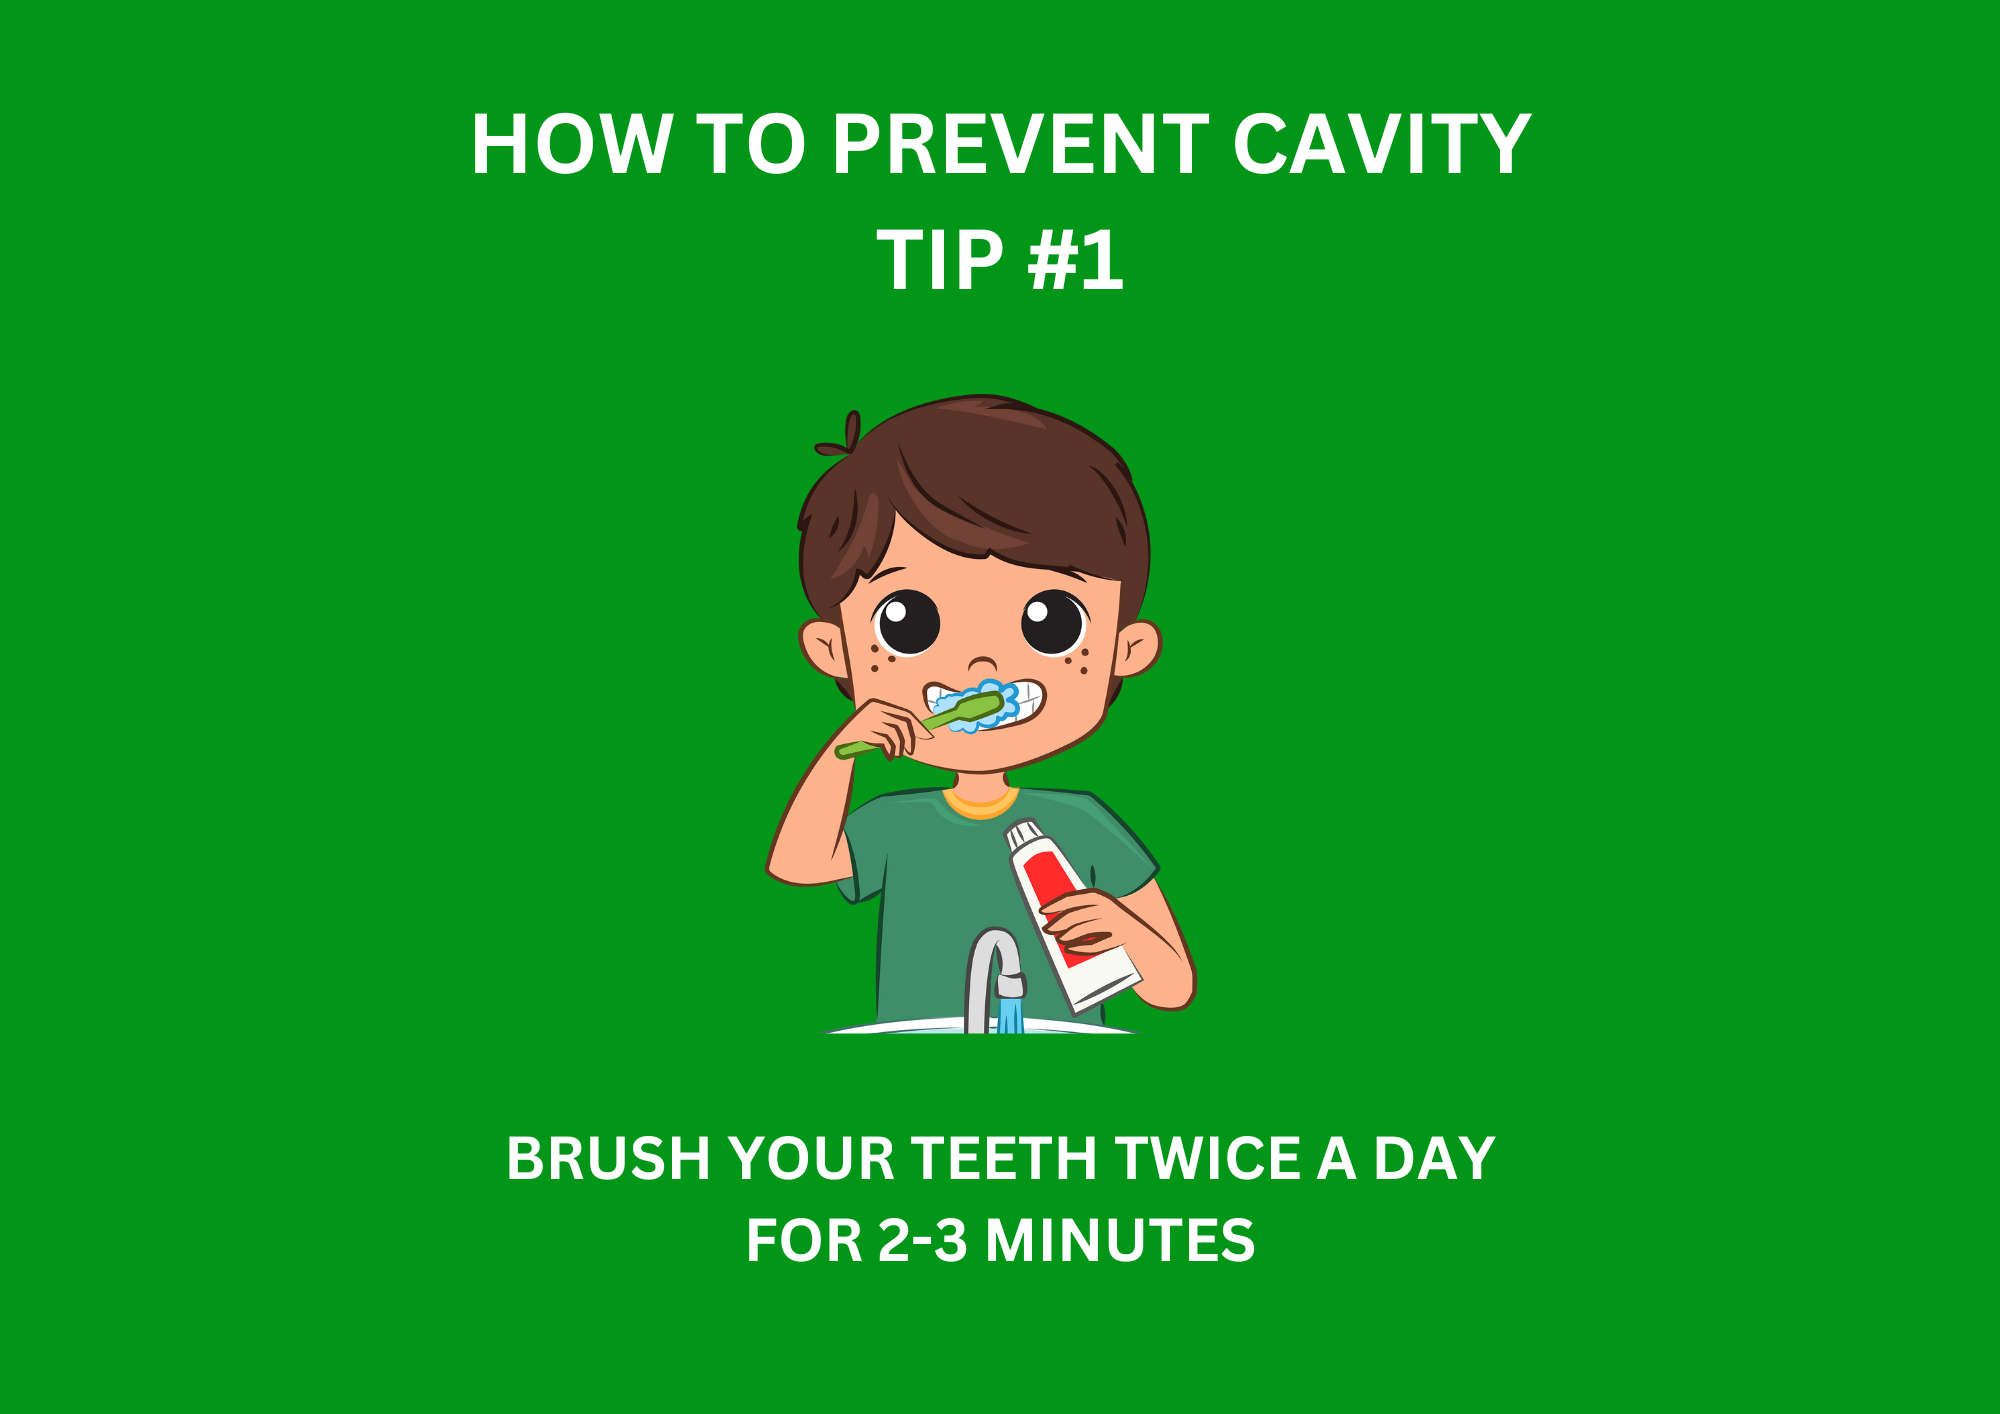 HOW TO PREVENT CAVITY
TIP #1
BRUSH YOUR TEETH TWICE A DAY
FOR 2-3 MINUTES